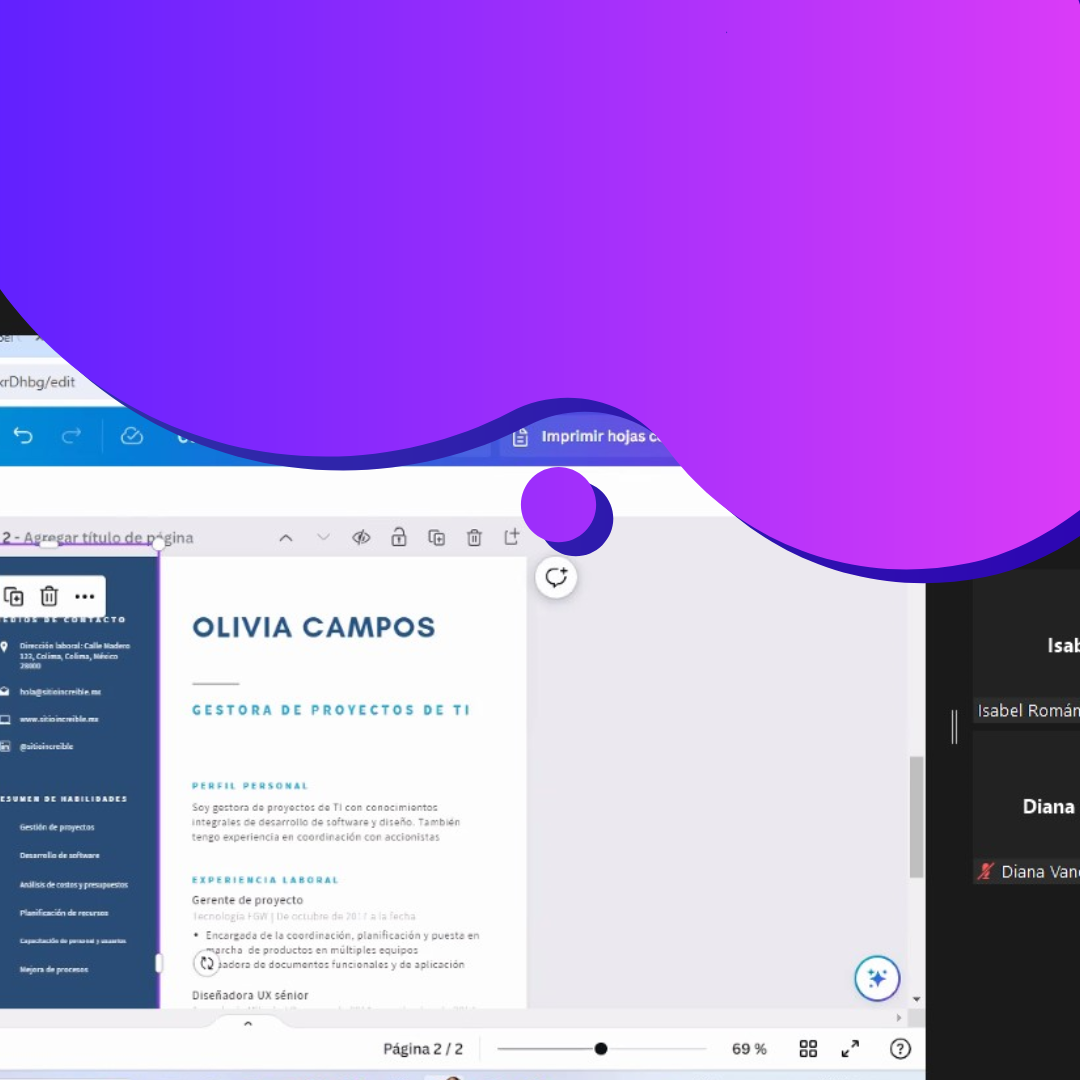 krDhbg/edit
Imprimir hojas
2 - Agregar título de página
MEDIOS DE CONTACTO
Dirección laboral: Calle Madero
123, Colima, Colima, México
28000
hola@sitioincreible.mx
www.sitioincreible.mx
@sitioincreible
RESUMEN DE HABILIDADES
Gestión de proyectos
Desarrollo de software
Análisis de costos y presupuestos
Planificación de recursos
Capacitación de personal y usuarios
Mejora de procesos
OLIVIA CAMPOS
GESTORA DE PROYECTOS DE TI
PERFIL PERSONAL
Soy gestora de proyectos de TI con conocimientos
integrales de desarrollo de software y diseño. También
tengo experiencia en coordinación con accionistas
EXPERIENCIA LABORAL
Gerente de proyecto
Tecnología FGW | De octubre de 2017 a la fecha
• Encargada de la coordinación, planificación y puesta en
marcha de productos en múltiples equipos
adora de documentos funcionales y de aplicación
Diseñadora UX sénior
Página 2 / 2
69 %
Isab
Isabel Román
Diana
Diana Van